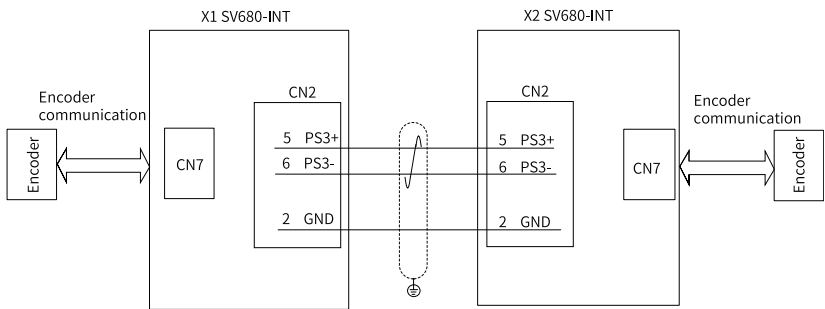 X1 SV680-INT
X2 SV680-INT
Encoder
communication
Encoder
CN7
CN2
5 PS3+
6 PS3-
2 GND
CN2
5 PS3+
6 PS3-
2 GND
CN7
Encoder
communication
Encoder